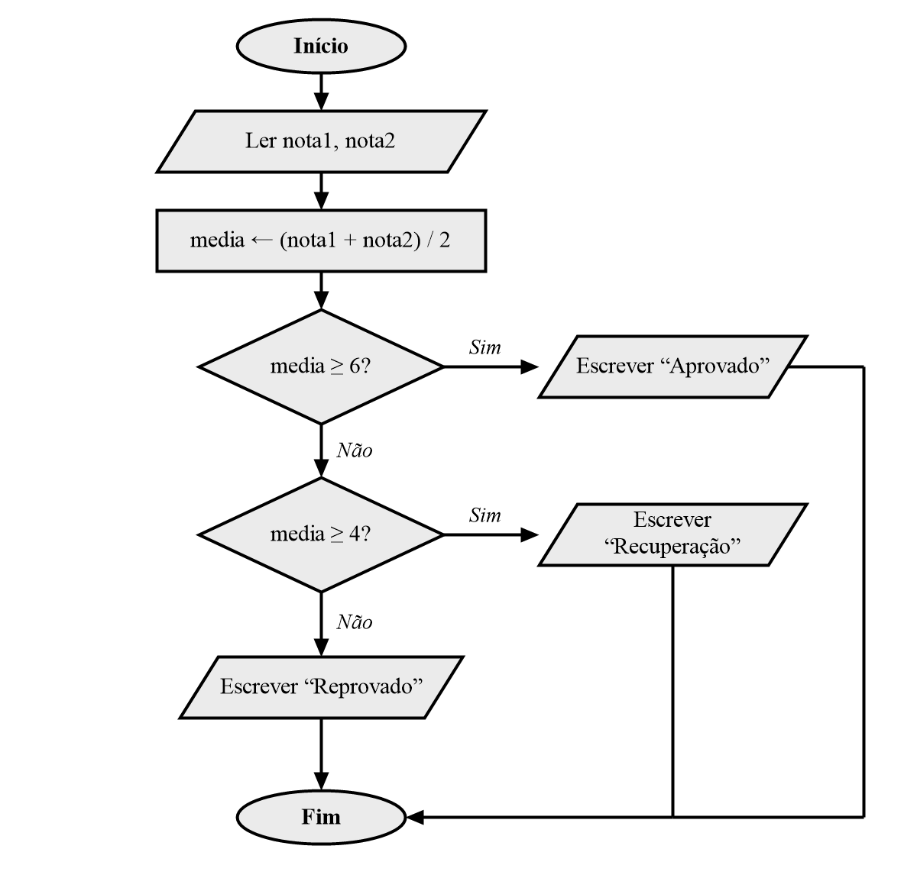 Início
Ler nota1, nota2
media ← (nota1 + nota2) / 2
media ≥ 6?
Sim
Escrever “Aprovado”
Não
media ≥ 4?
Sim
Escrever
“Recuperação”
Não
Escrever “Reprovado”
Fim